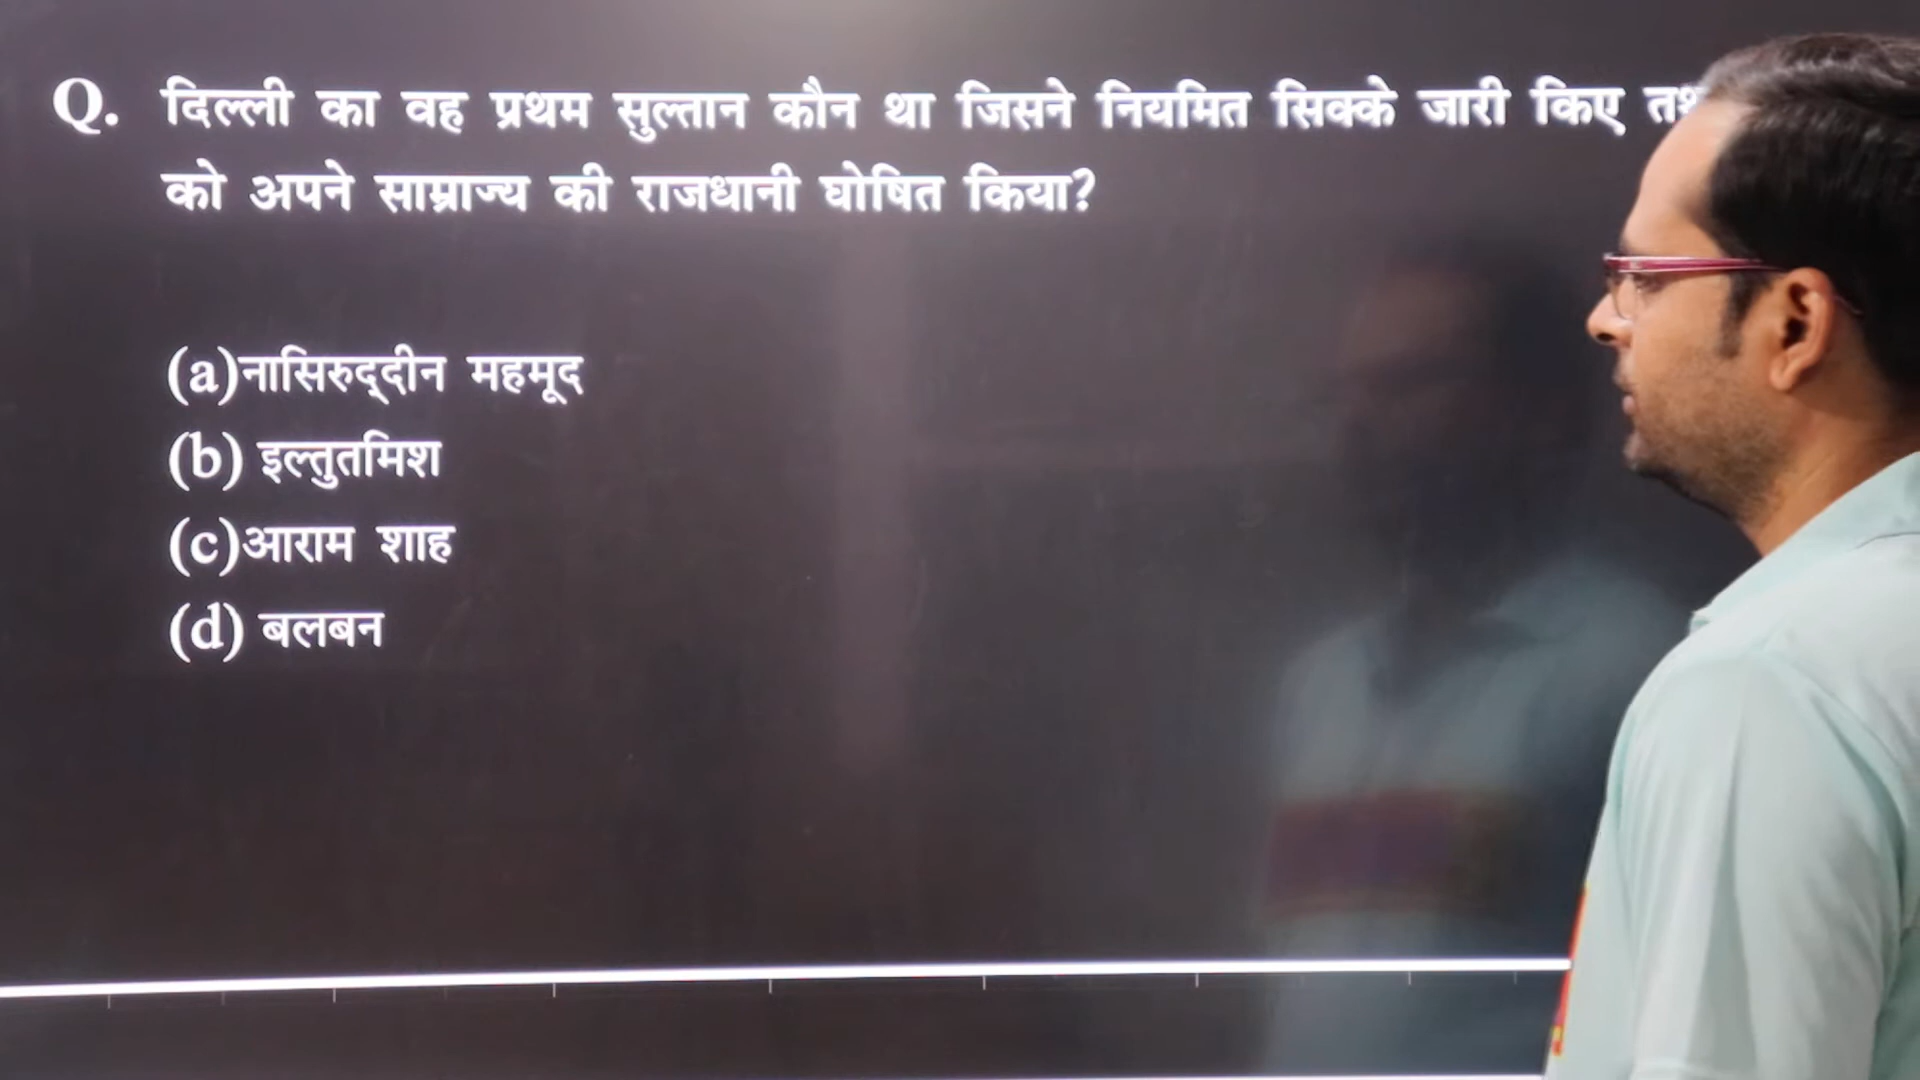 Q. दिल्ली का वह प्रथम सुल्तान कौन था जिसने नियमित सिक्के जारी किए
को अपने साम्राज्य की राजधानी घोषित किया?
(a)नासिरुद्दीन महमूद
(b) इल्तुतमिश
(c)आराम शाह
(d) बलबन